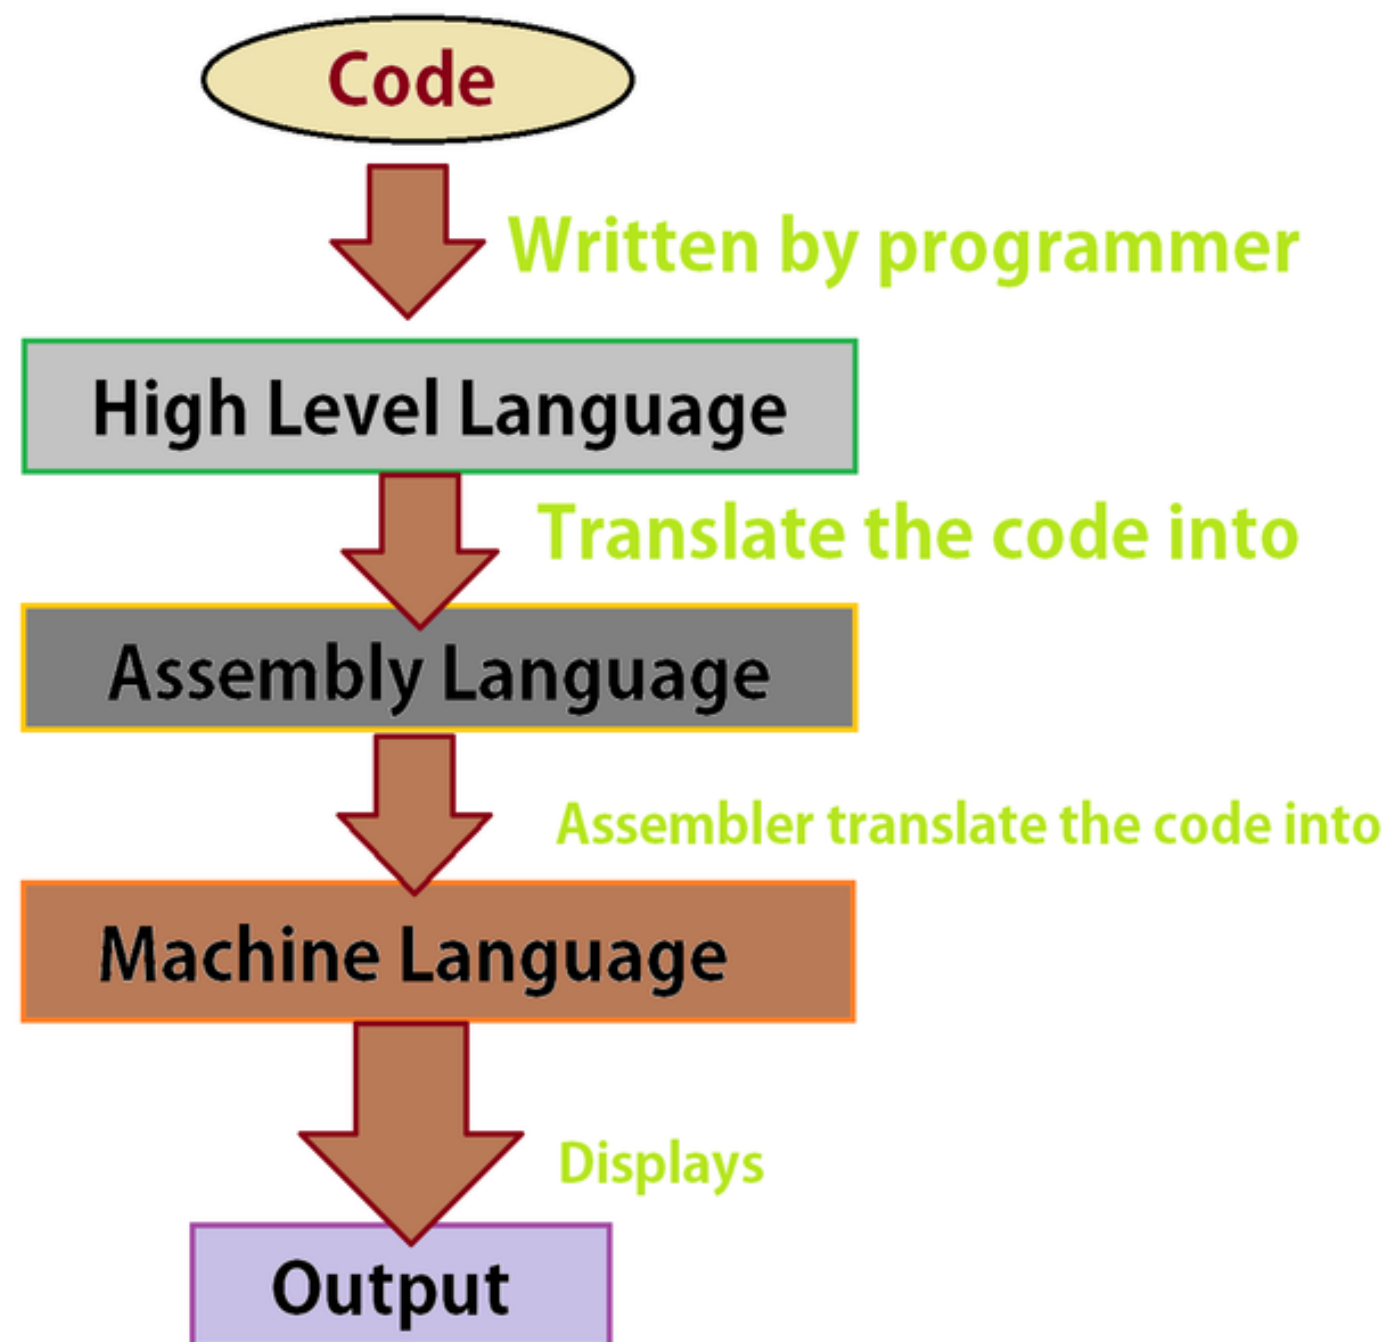 Code
Written by programmer
High Level Language
Translate the code into
Assembly Language
Assembler translate the code into
Machine Language
Displays
Output